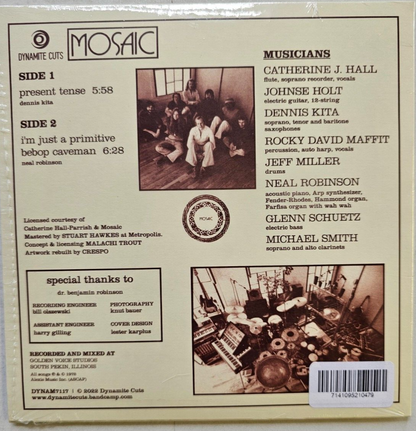 DYNAMITE CUTS
MOSAIC
SIDE 1
present tense 5:58
dennis kita
SIDE 2
i'm just a primitive
bebop caveman 6:28
neal robinson
MUSICIANS
CATHERINE J. HALL
flute, soprano recorder, vocals
JOHNSE HOLT
electric guitar, 12-string
DENNIS KITA
soprano, tenor and baritone
saxophones
ROCKY DAVID MAFFIT
percussion, auto harp, vocals
JEFF MILLER
drums
NEAL ROBINSON
acoustic piano, Arp synthesizer,
Fender-Rhodes, Hammond organ,
Farfisa organ with wah wah
GLENN SCHUETZ
electric bass
MICHAEL SMITH
soprano and alto clarinets
Licensed courtesy of
Catherine Hall-Parrish & Mosaic
Mastered by STUART HAWKES at Metropolis.
Concept & licensing MALACHI TROUT
Artwork rebuilt by CRESPO
MOSAIC
special thanks to
dr. benjamin robinson
RECORDING ENGINEER
bill olszewski
PHOTOGRAPHY
knut bauer
ASSISTANT ENGINEER
harry gilling
COVER DESIGN
lester karplus
RECORDED AND MIXED AT
GOLDEN VOICE STUDIOS
SOUTH PEKIN, ILLINOIS
DYNAM7117 | © 2022 Dynamite Cuts
www.dynamitecuts.bandcamp.com
7141093210479